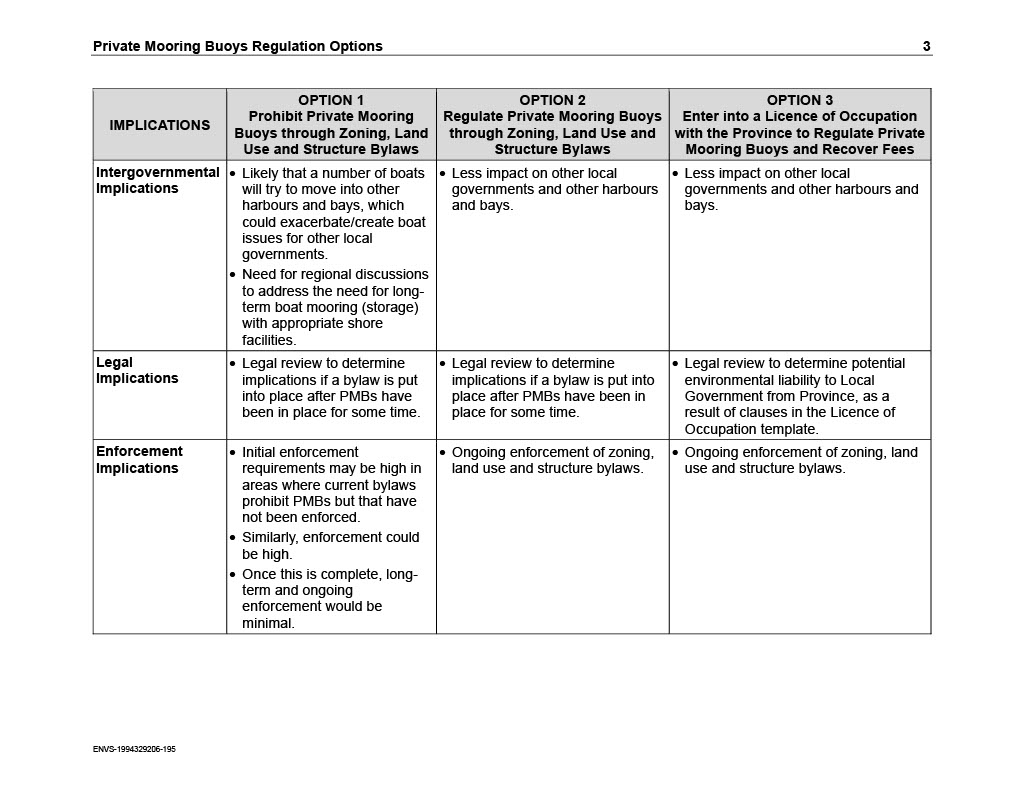 Private Mooring Buoys Regulation Options 3
IMPLICATIONS
OPTION 1
Prohibit Private Mooring
Buoys through Zoning, Land
Use and Structure Bylaws
OPTION 2
Regulate Private Mooring Buoys
through Zoning, Land Use and
Structure Bylaws
OPTION 3
Enter into a Licence of Occupation
with the Province to Regulate Private
Mooring Buoys and Recover Fees
Intergovernmental
Implications
• Likely that a number of boats
will try to move into other
harbours and bays, which
could exacerbate/create boat
issues for other local
governments.
• Need for regional discussions
to address the need for long-
term boat mooring (storage)
with appropriate shore
facilities.
• Less impact on other local
governments and other harbours
and bays.
• Less impact on other local
governments and other harbours and
bays.
Legal
Implications
• Legal review to determine
implications if a bylaw is put
into place after PMBs have
been in place for some time.
• Legal review to determine
implications if a bylaw is put into
place after PMBs have been in
place for some time.
• Legal review to determine potential
environmental liability to Local
Government from Province, as a
result of clauses in the Licence of
Occupation template.
Enforcement
Implications
• Initial enforcement
requirements may be high in
areas where current bylaws
prohibit PMBs but that have
not been enforced.
• Similarly, enforcement could
be high.
• Once this is complete, long-
term and ongoing
enforcement would be
minimal.
• Ongoing enforcement of zoning,
land use and structure bylaws.
• Ongoing enforcement of zoning, land
use and structure bylaws.
ENVS-1994329206-195